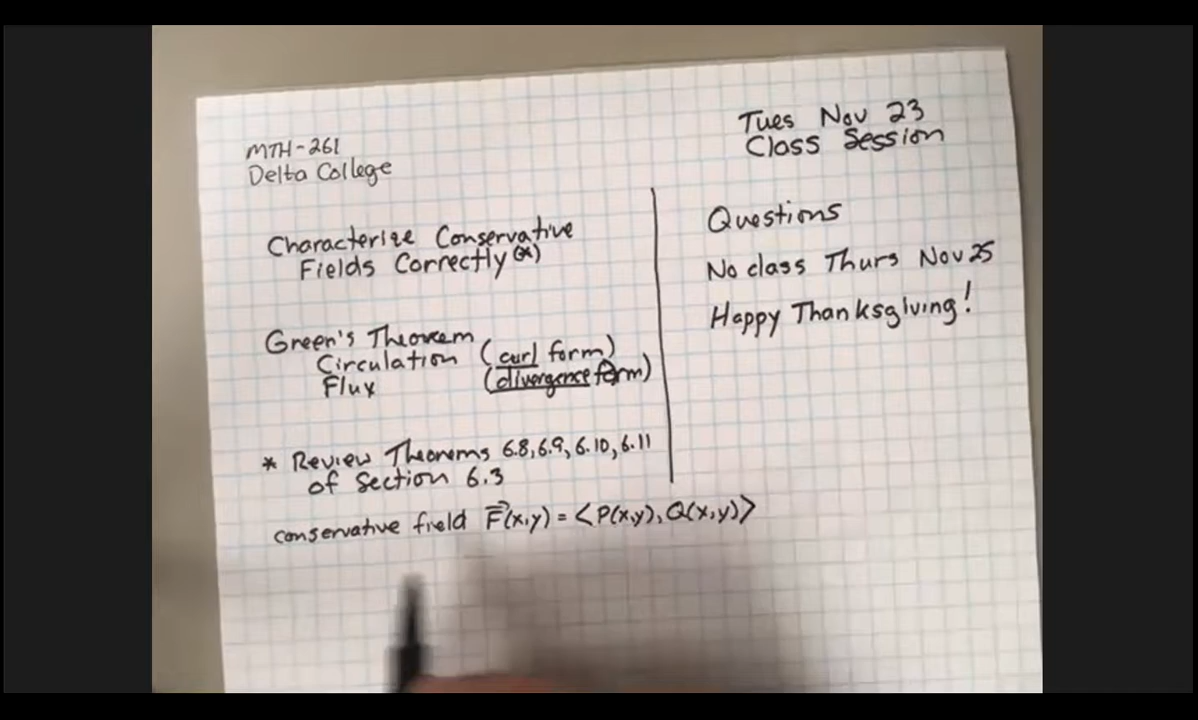 MTH-261
Delta College
Tues Nov 23
Class Session
Characterize Conservative
Fields Correctly (*)
Green's Theorem
Circulation (curl form)
Flux (divergence form)
* Review Theorems 6.8, 6.9, 6.10, 6.11
of Section 6.3
Questions
No class Thurs Nov 25
Happy Thanksgiving!
conservative field F⃗(x,y) = ⟨P(x,y), Q(x,y)⟩